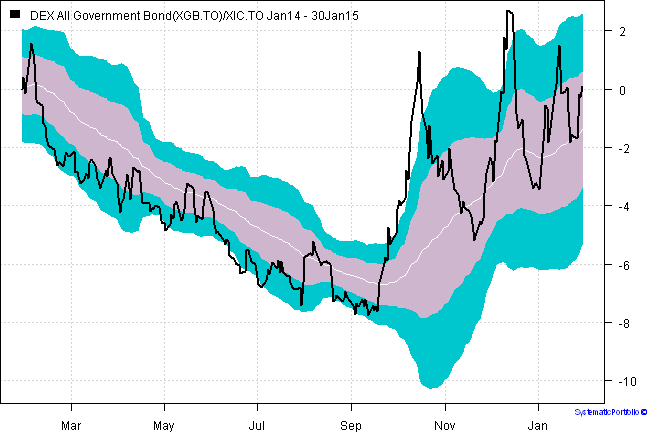 DEX All Government Bond(XGB.TO)/XIC.TO Jan14 - 30Jan15
2
0
-2
-4
-6
-8
-10
Mar May Jul Sep Nov Jan
SystematicPortfolio ©